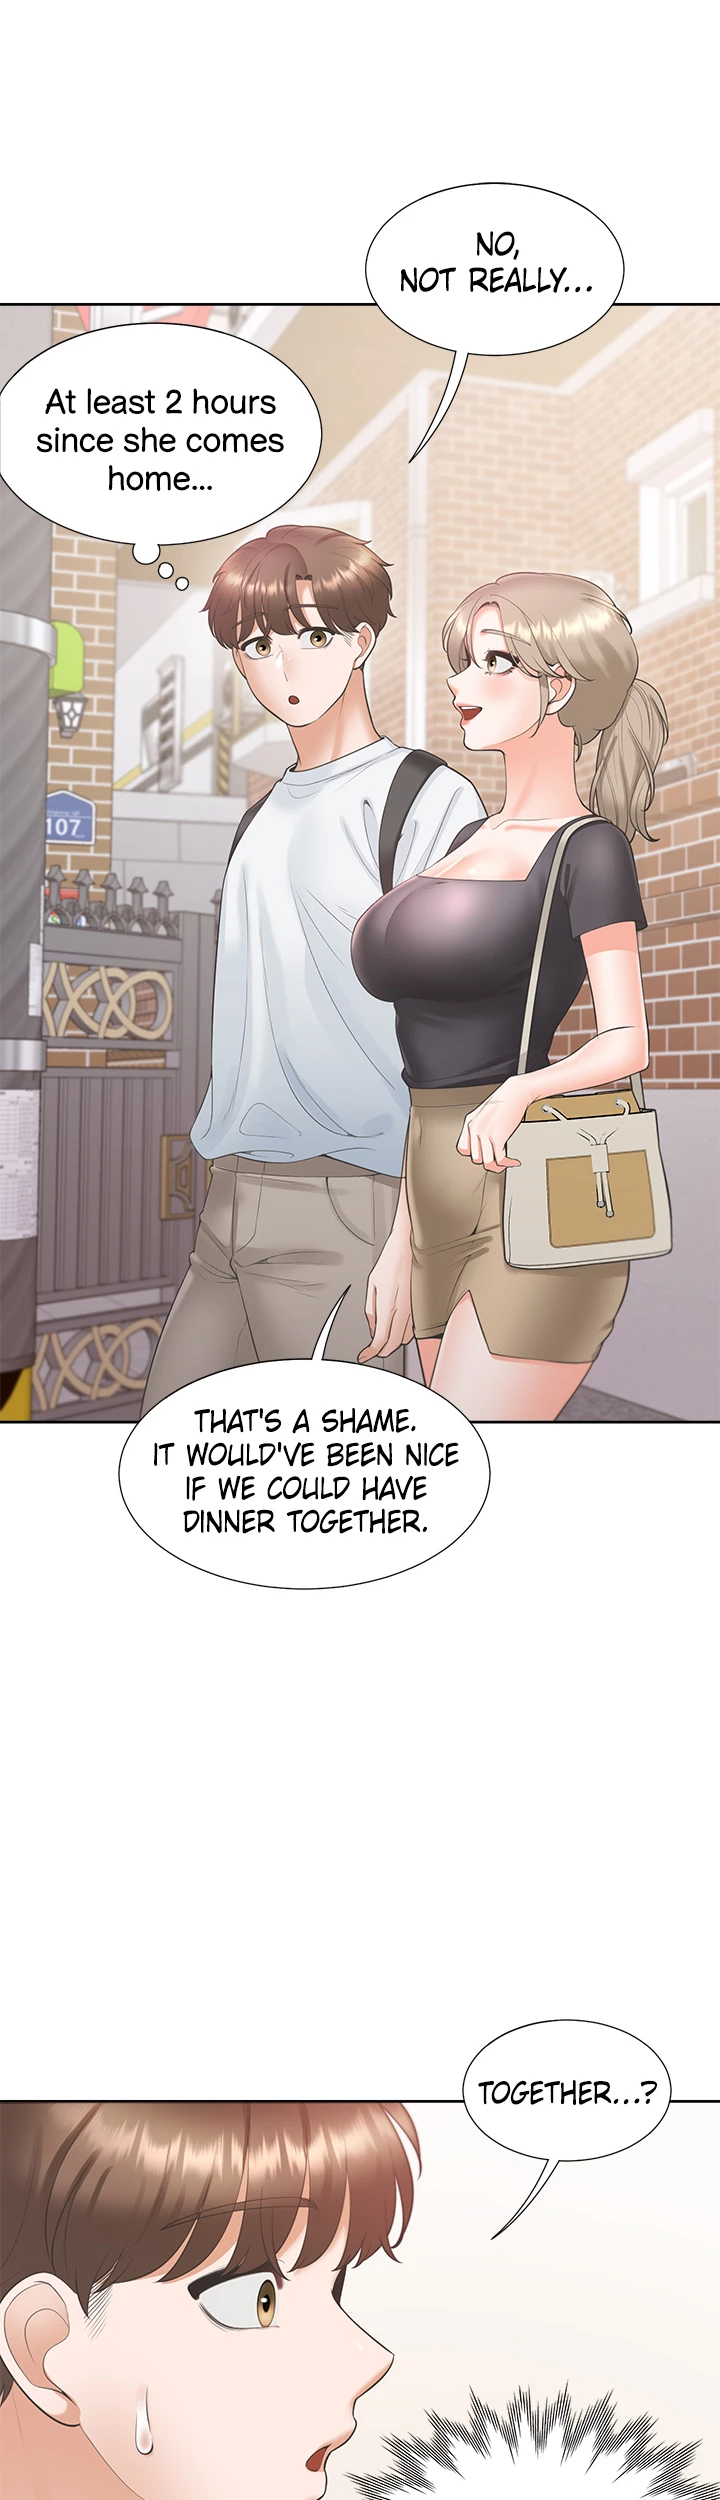 NO,
NOT REALLY...
At least 2 hours
since she comes
home...
107
THAT'S A SHAME.
IT WOULD'VE BEEN NICE
IF WE COULD HAVE
DINNER TOGETHER.
TOGETHER...?